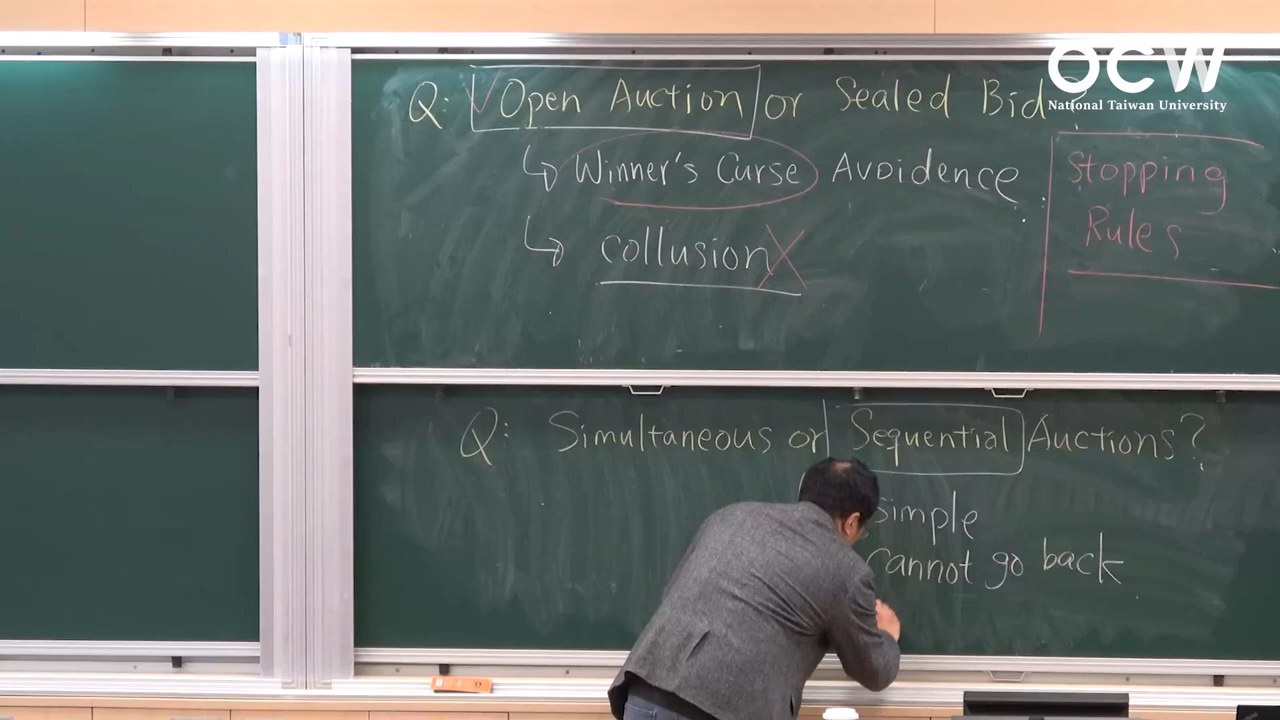 OCW
National Taiwan University
Q: Open Auction or Sealed Bid?
Winner's Curse Avoidence
collusion X
Stopping
Rules
Q: Simultaneous or Sequential Auctions?
simple
cannot go back